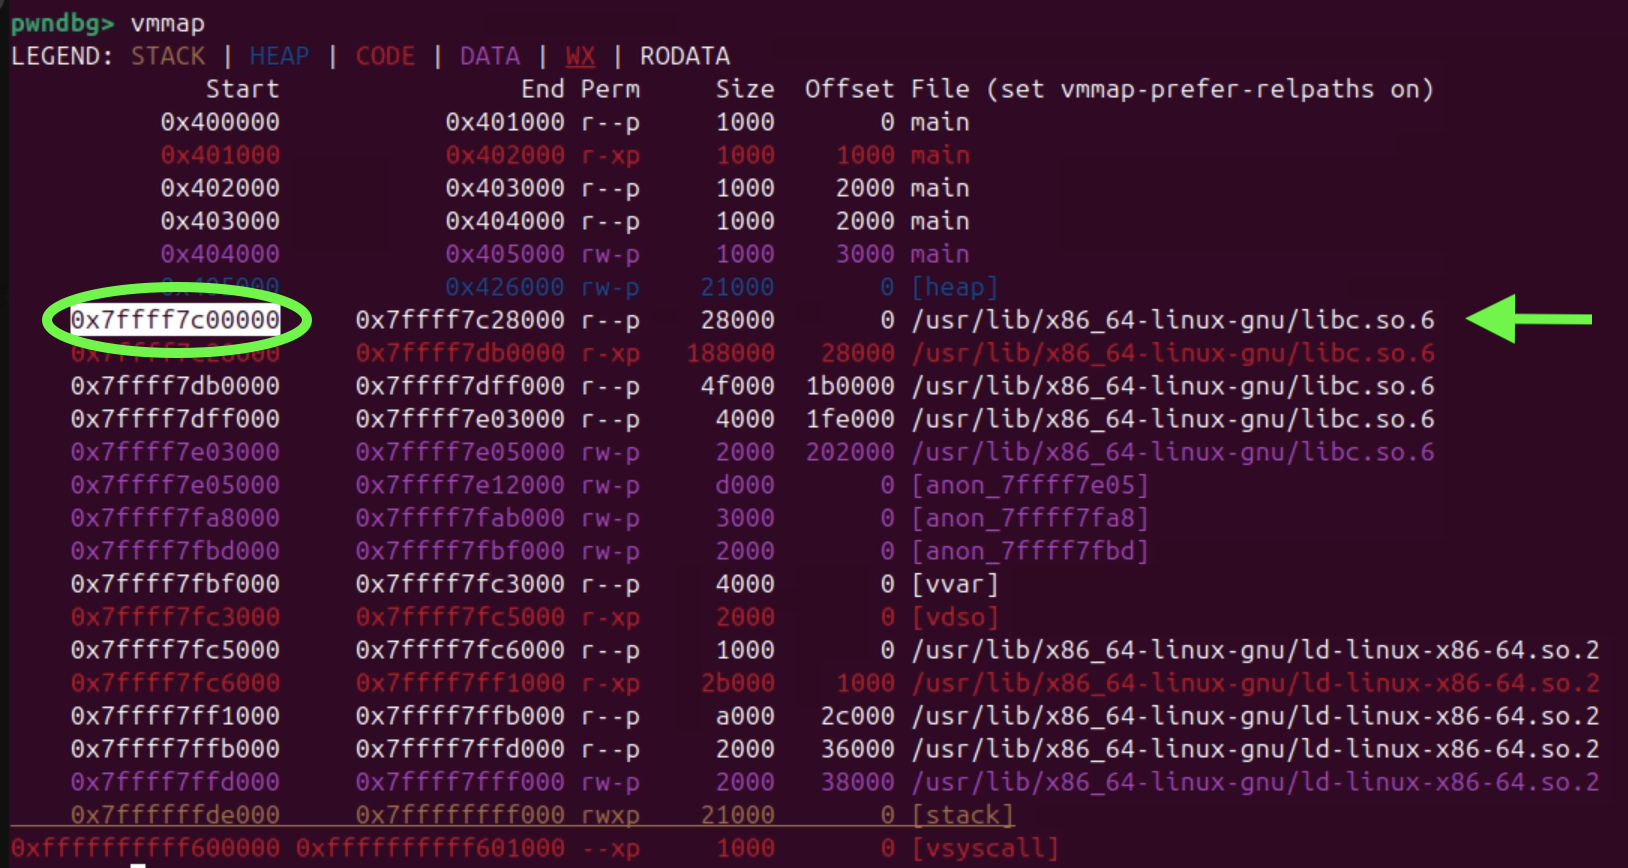 pwndbg> vmmap
LEGEND: STACK | HEAP | CODE | DATA | WX | RODATA
Start End Perm Size Offset File (set vmmap-prefer-relpaths on)
0x400000 0x401000 r--p 1000 0 main
0x401000 0x402000 r-xp 1000 1000 main
0x402000 0x403000 r--p 1000 2000 main
0x403000 0x404000 r--p 1000 2000 main
0x404000 0x405000 rw-p 1000 3000 main
0x405000 0x426000 rw-p 21000 0 [heap]
0x7ffff7c00000 0x7ffff7c28000 r--p 28000 0 /usr/lib/x86_64-linux-gnu/libc.so.6
0x7ffff7c28000 0x7ffff7db0000 r-xp 188000 28000 /usr/lib/x86_64-linux-gnu/libc.so.6
0x7ffff7db0000 0x7ffff7dff000 r--p 4f000 1b0000 /usr/lib/x86_64-linux-gnu/libc.so.6
0x7ffff7dff000 0x7ffff7e03000 r--p 4000 1fe000 /usr/lib/x86_64-linux-gnu/libc.so.6
0x7ffff7e03000 0x7ffff7e05000 rw-p 2000 202000 /usr/lib/x86_64-linux-gnu/libc.so.6
0x7ffff7e05000 0x7ffff7e12000 rw-p d000 0 [anon_7ffff7e05]
0x7ffff7fa8000 0x7ffff7fab000 rw-p 3000 0 [anon_7ffff7fa8]
0x7ffff7fbd000 0x7ffff7fbf000 rw-p 2000 0 [anon_7ffff7fbd]
0x7ffff7fbf000 0x7ffff7fc3000 r--p 4000 0 [vvar]
0x7ffff7fc3000 0x7ffff7fc5000 r-xp 2000 0 [vdso]
0x7ffff7fc5000 0x7ffff7fc6000 r--p 1000 0 /usr/lib/x86_64-linux-gnu/ld-linux-x86-64.so.2
0x7ffff7fc6000 0x7ffff7ff1000 r-xp 2b000 1000 /usr/lib/x86_64-linux-gnu/ld-linux-x86-64.so.2
0x7ffff7ff1000 0x7ffff7ffb000 r--p a000 2c000 /usr/lib/x86_64-linux-gnu/ld-linux-x86-64.so.2
0x7ffff7ffb000 0x7ffff7ffd000 r--p 2000 36000 /usr/lib/x86_64-linux-gnu/ld-linux-x86-64.so.2
0x7ffff7ffd000 0x7ffff7fff000 rw-p 2000 38000 /usr/lib/x86_64-linux-gnu/ld-linux-x86-64.so.2
0x7ffffffde000 0x7ffffffff000 rwxp 21000 0 [stack]
0xffffffffff600000 0xffffffffff601000 --xp 1000 0 [vsyscall]